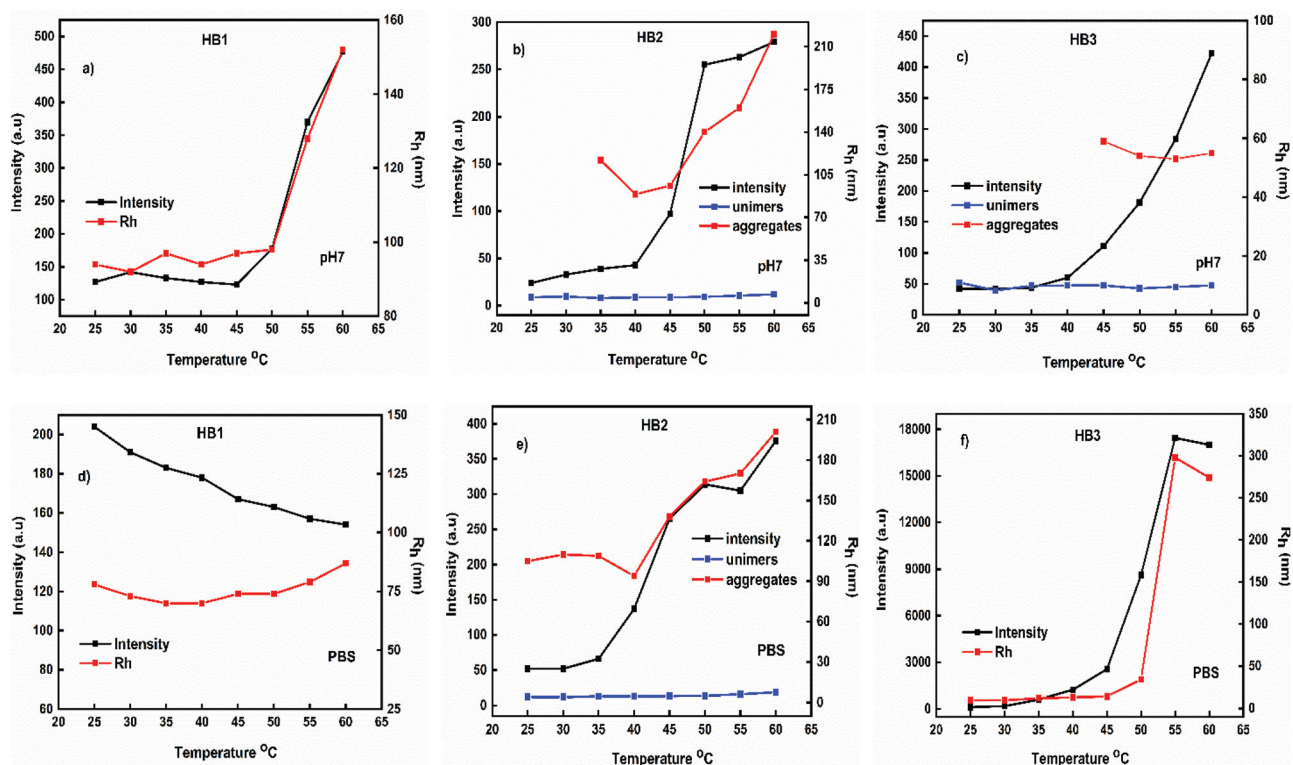 HB1
a)
500
450
400
350
300
250
200
150
100
160
140
120
100
80
Intensity (a.u)
Rh (nm)
Intensity
Rh
pH7
20 25 30 35 40 45 50 55 60 65
Temperature ⁰C
HB2
b)
300
250
200
150
100
50
0
210
175
140
105
70
35
0
Intensity (a.u)
Rh (nm)
intensity
unimers
aggregates
pH7
20 25 30 35 40 45 50 55 60 65
Temperature ⁰C
HB3
c)
450
400
350
300
250
200
150
100
50
0
100
80
60
40
20
0
Intensity (a.u)
Rh (nm)
intensity
unimers
aggregates
pH7
20 25 30 35 40 45 50 55 60 65
Temperature ⁰C
HB1
d)
200
180
160
140
120
100
80
60
150
125
100
75
50
25
Intensity (a.u)
Rh (nm)
Intensity
Rh
PBS
20 25 30 35 40 45 50 55 60 65
Temperature ⁰C
HB2
e)
400
350
300
250
200
150
100
50
0
210
180
150
120
90
60
30
0
Intensity (a.u)
Rh (nm)
intensity
unimers
aggregates
PBS
20 25 30 35 40 45 50 55 60 65
Temperature ⁰C
HB3
f)
18000
15000
12000
9000
6000
3000
0
350
300
250
200
150
100
50
0
Intensity (a.u)
Rh (nm)
Intensity
Rh
PBS
20 25 30 35 40 45 50 55 60 65
Temperature ⁰C